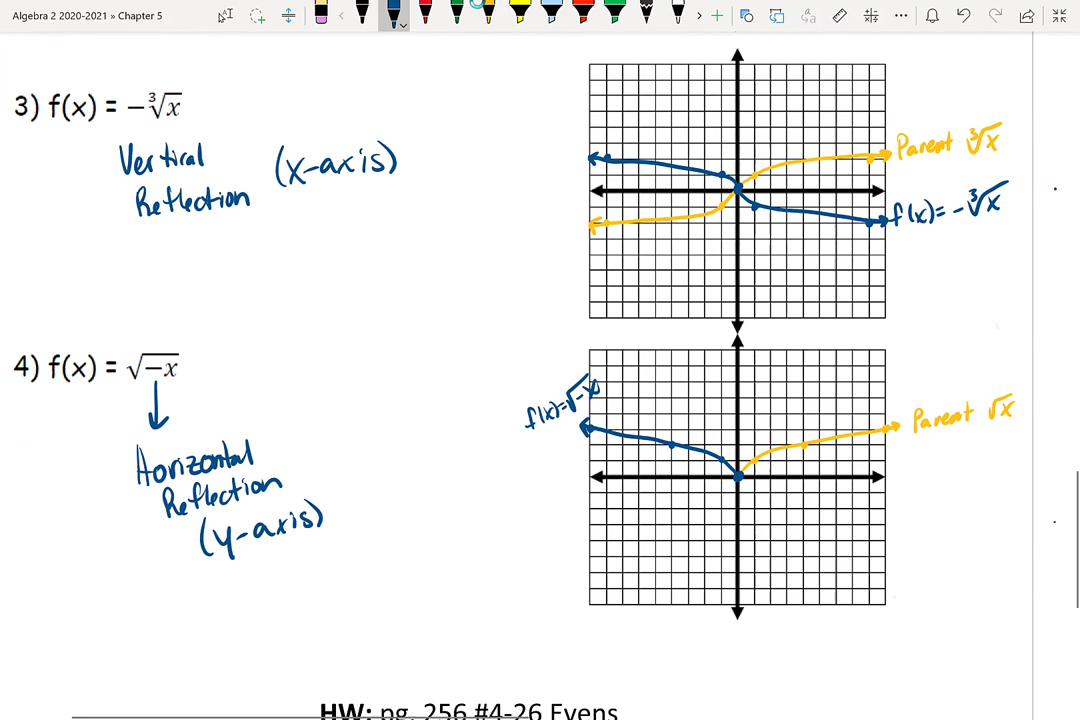 Algebra 2 2020-2021 » Chapter 5
3) f(x) = -∛x
Vertical
Reflection
(x-axis)
Parent ∛x
f(x)= -∛x
4) f(x) = √-x
Horizontal
Reflection
(y-axis)
f(x)=√-x
Parent √x
HW: pg. 256 #4-26 Evens